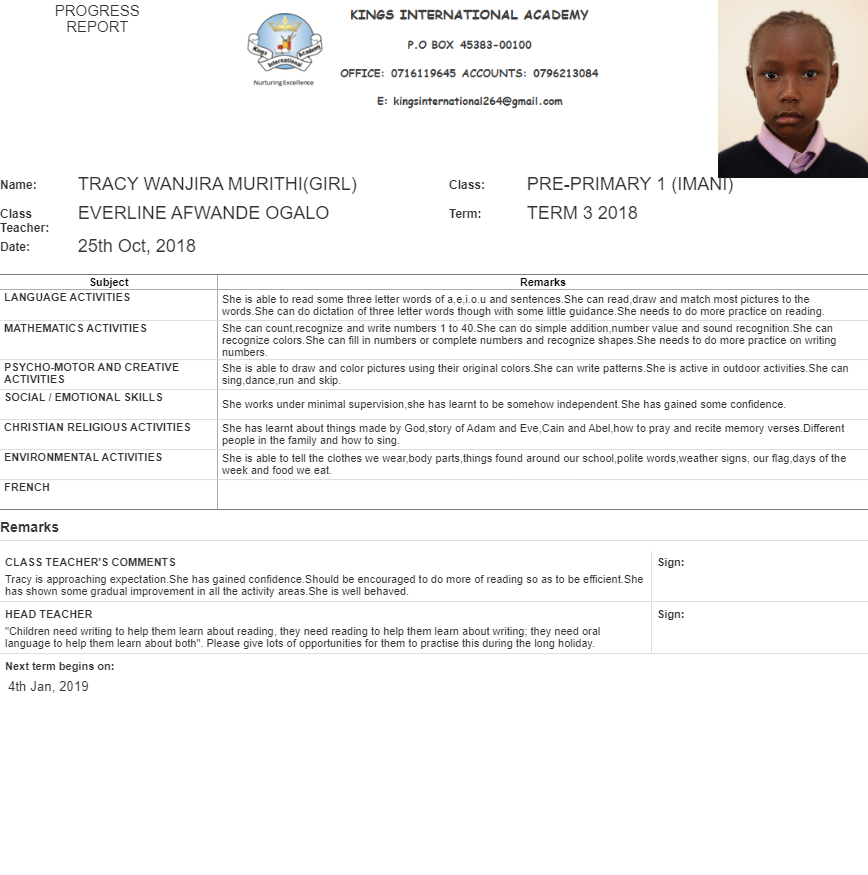 PROGRESS
REPORT
Kings International Academy
Nurturing Excellence
KINGS INTERNATIONAL ACADEMY
P.O BOX 45383-00100
OFFICE: 0716119645 ACCOUNTS: 0796213084
E: kingsinternational264@gmail.com
Name: TRACY WANJIRA MURITHI(GIRL) Class: PRE-PRIMARY 1 (IMANI)
Class Teacher: EVERLINE AFWANDE OGALO Term: TERM 3 2018
Date: 25th Oct, 2018
Subject Remarks
LANGUAGE ACTIVITIES She is able to read some three letter words of a,e,i.o.u and sentences.She can read,draw and match most pictures to the
words.She can do dictation of three letter words though with some little guidance.She needs to do more practice on reading.
MATHEMATICS ACTIVITIES She can count,recognize and write numbers 1 to 40.She can do simple addition,number value and sound recognition.She can
recognize colors.She can fill in numbers or complete numbers and recognize shapes.She needs to do more practice on writing
numbers.
PSYCHO-MOTOR AND CREATIVE
ACTIVITIES
She is able to draw and color pictures using their original colors.She can write patterns.She is active in outdoor activities.She can
sing,dance,run and skip.
SOCIAL / EMOTIONAL SKILLS She works under minimal supervision,she has learnt to be somehow independent.She has gained some confidence.
CHRISTIAN RELIGIOUS ACTIVITIES She has learnt about things made by God,story of Adam and Eve,Cain and Abel,how to pray and recite memory verses.Different
people in the family and how to sing.
ENVIRONMENTAL ACTIVITIES She is able to tell the clothes we wear,body parts,things found around our school,polite words,weather signs, our flag,days of the
week and food we eat.
FRENCH
Remarks
CLASS TEACHER'S COMMENTS Sign:
Tracy is approaching expectation.She has gained confidence.Should be encouraged to do more of reading so as to be efficient.She
has shown some gradual improvement in all the activity areas.She is well behaved.
HEAD TEACHER Sign:
"Children need writing to help them learn about reading, they need reading to help them learn about writing; they need oral
language to help them learn about both". Please give lots of opportunities for them to practise this during the long holiday.
Next term begins on:
4th Jan, 2019